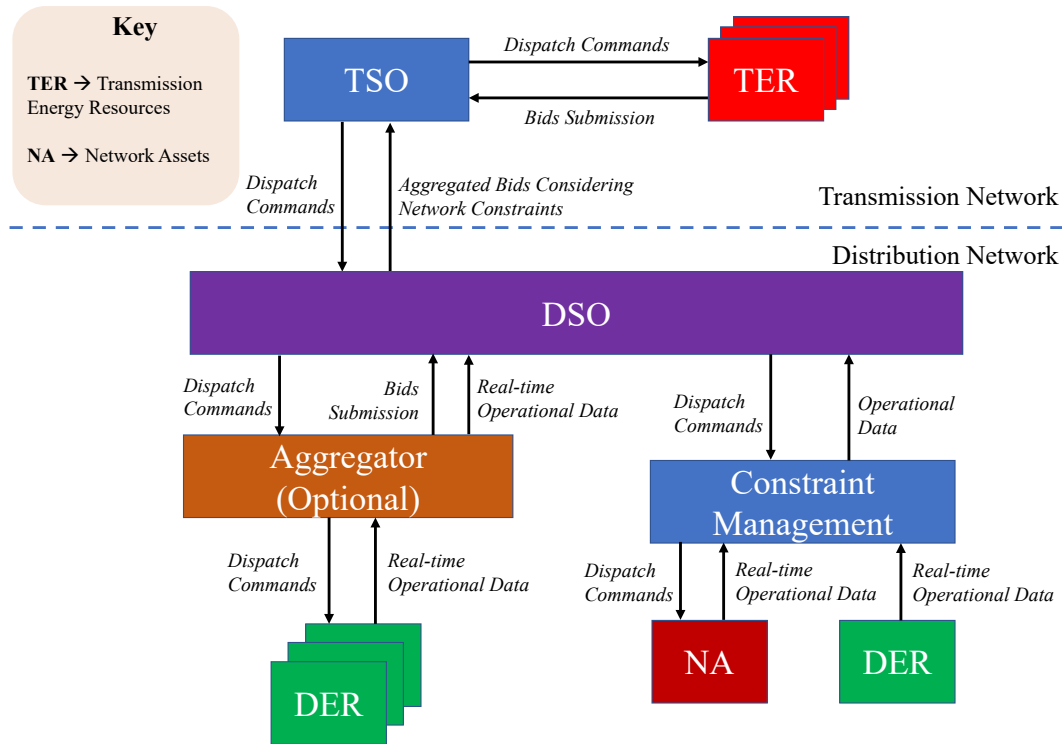 Key
TER → Transmission
Energy Resources
NA → Network Assets
TSO
Dispatch Commands
TER
Bids Submission
Dispatch
Commands
Aggregated Bids Considering
Network Constraints
Transmission Network
Distribution Network
DSO
Dispatch
Commands
Bids
Submission
Real-time
Operational Data
Dispatch
Commands
Operational
Data
Aggregator
(Optional)
Constraint
Management
Dispatch
Commands
Real-time
Operational Data
Dispatch
Commands
Real-time
Operational Data
Real-time
Operational Data
DER
NA
DER